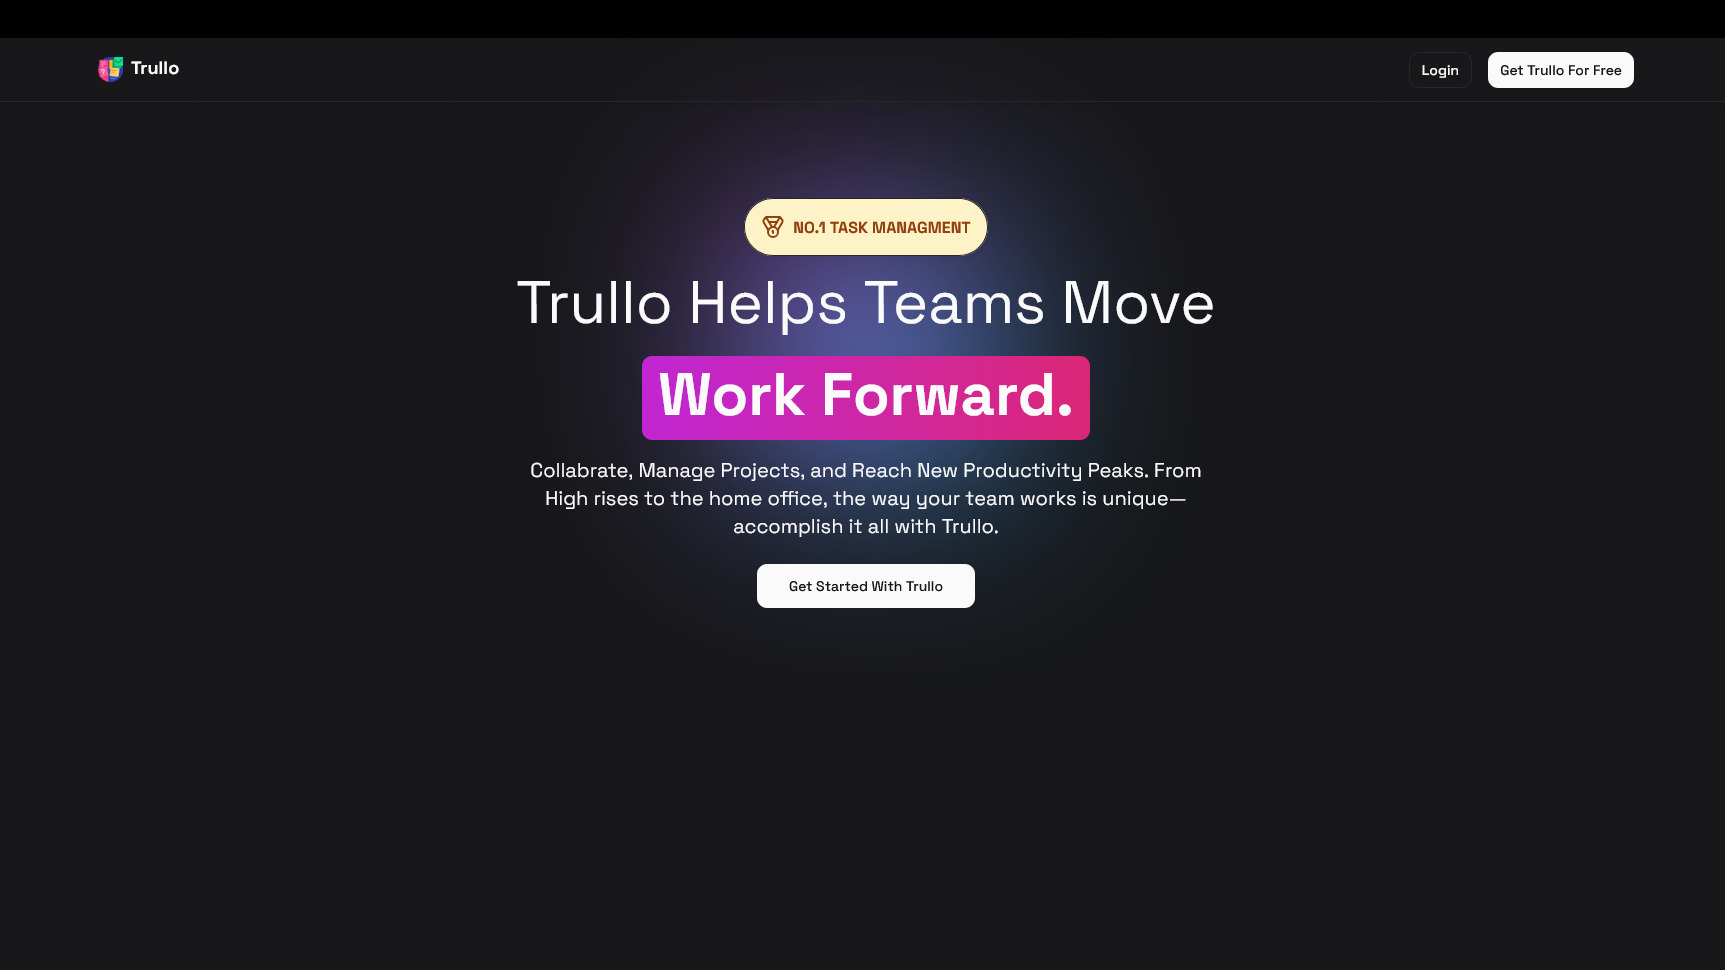 Trullo
Login
Get Trullo For Free
NO.1 TASK MANAGMENT
Trullo Helps Teams Move
Work Forward.
Collabrate, Manage Projects, and Reach New Productivity Peaks. From
High rises to the home office, the way your team works is unique—
accomplish it all with Trullo.
Get Started With Trullo